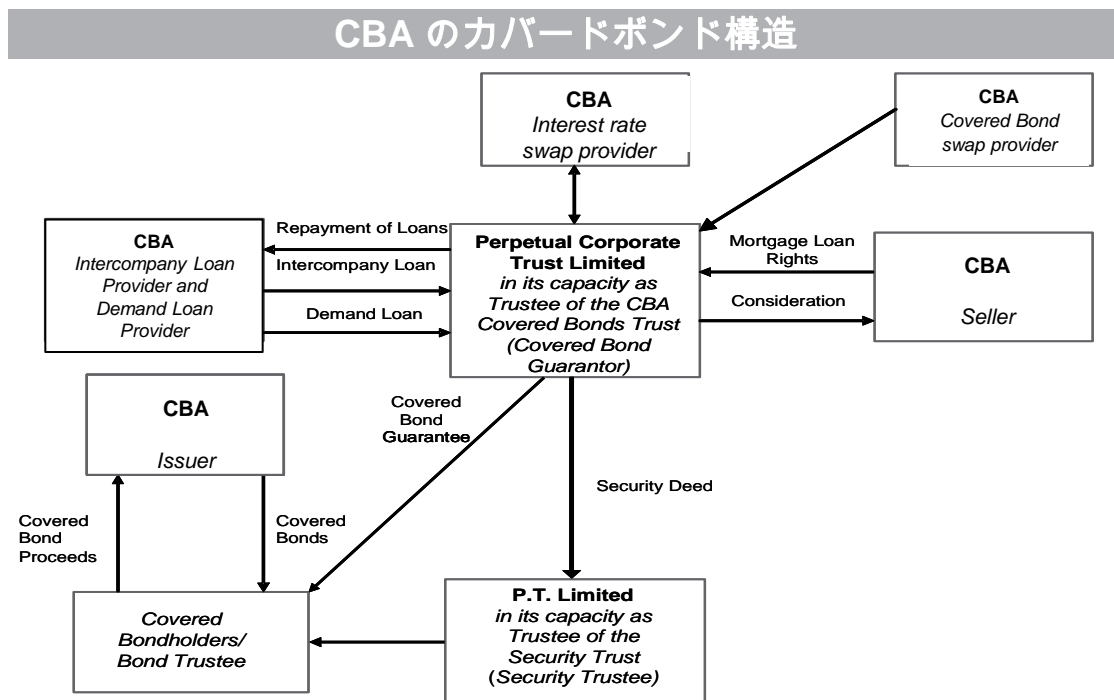 CBA のカバードボンド構造
CBA
Interest rate
swap provider
CBA
Covered Bond
swap provider
CBA
Intercompany Loan
Provider and
Demand Loan
Provider
Repayment of Loans
Intercompany Loan
Demand Loan
Perpetual Corporate
Trust Limited
in its capacity as
Trustee of the CBA
Covered Bonds Trust
(Covered Bond
Guarantor)
Mortgage Loan
Rights
Consideration
CBA
Seller
CBA
Issuer
Covered
Bond
Guarantee
Security Deed
Covered
Bond
Proceeds
Covered
Bonds
Covered
Bondholders/
Bond Trustee
P.T. Limited
in its capacity as
Trustee of the
Security Trust
(Security Trustee)